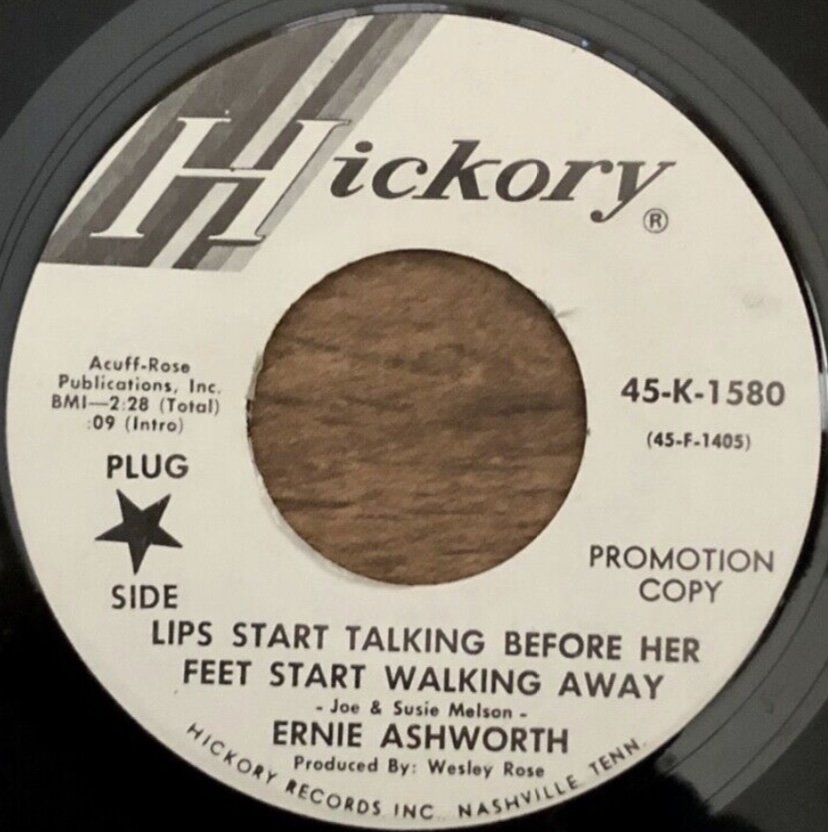 Hickory®
Acuff-Rose
Publications, Inc.
BMI—2:28 (Total)
:09 (Intro)
PLUG
SIDE
45-K-1580
(45-F-1405)
PROMOTION
COPY
LIPS START TALKING BEFORE HER
FEET START WALKING AWAY
- Joe & Susie Melson -
ERNIE ASHWORTH
Produced By: Wesley Rose
HICKORY RECORDS INC. NASHVILLE, TENN.